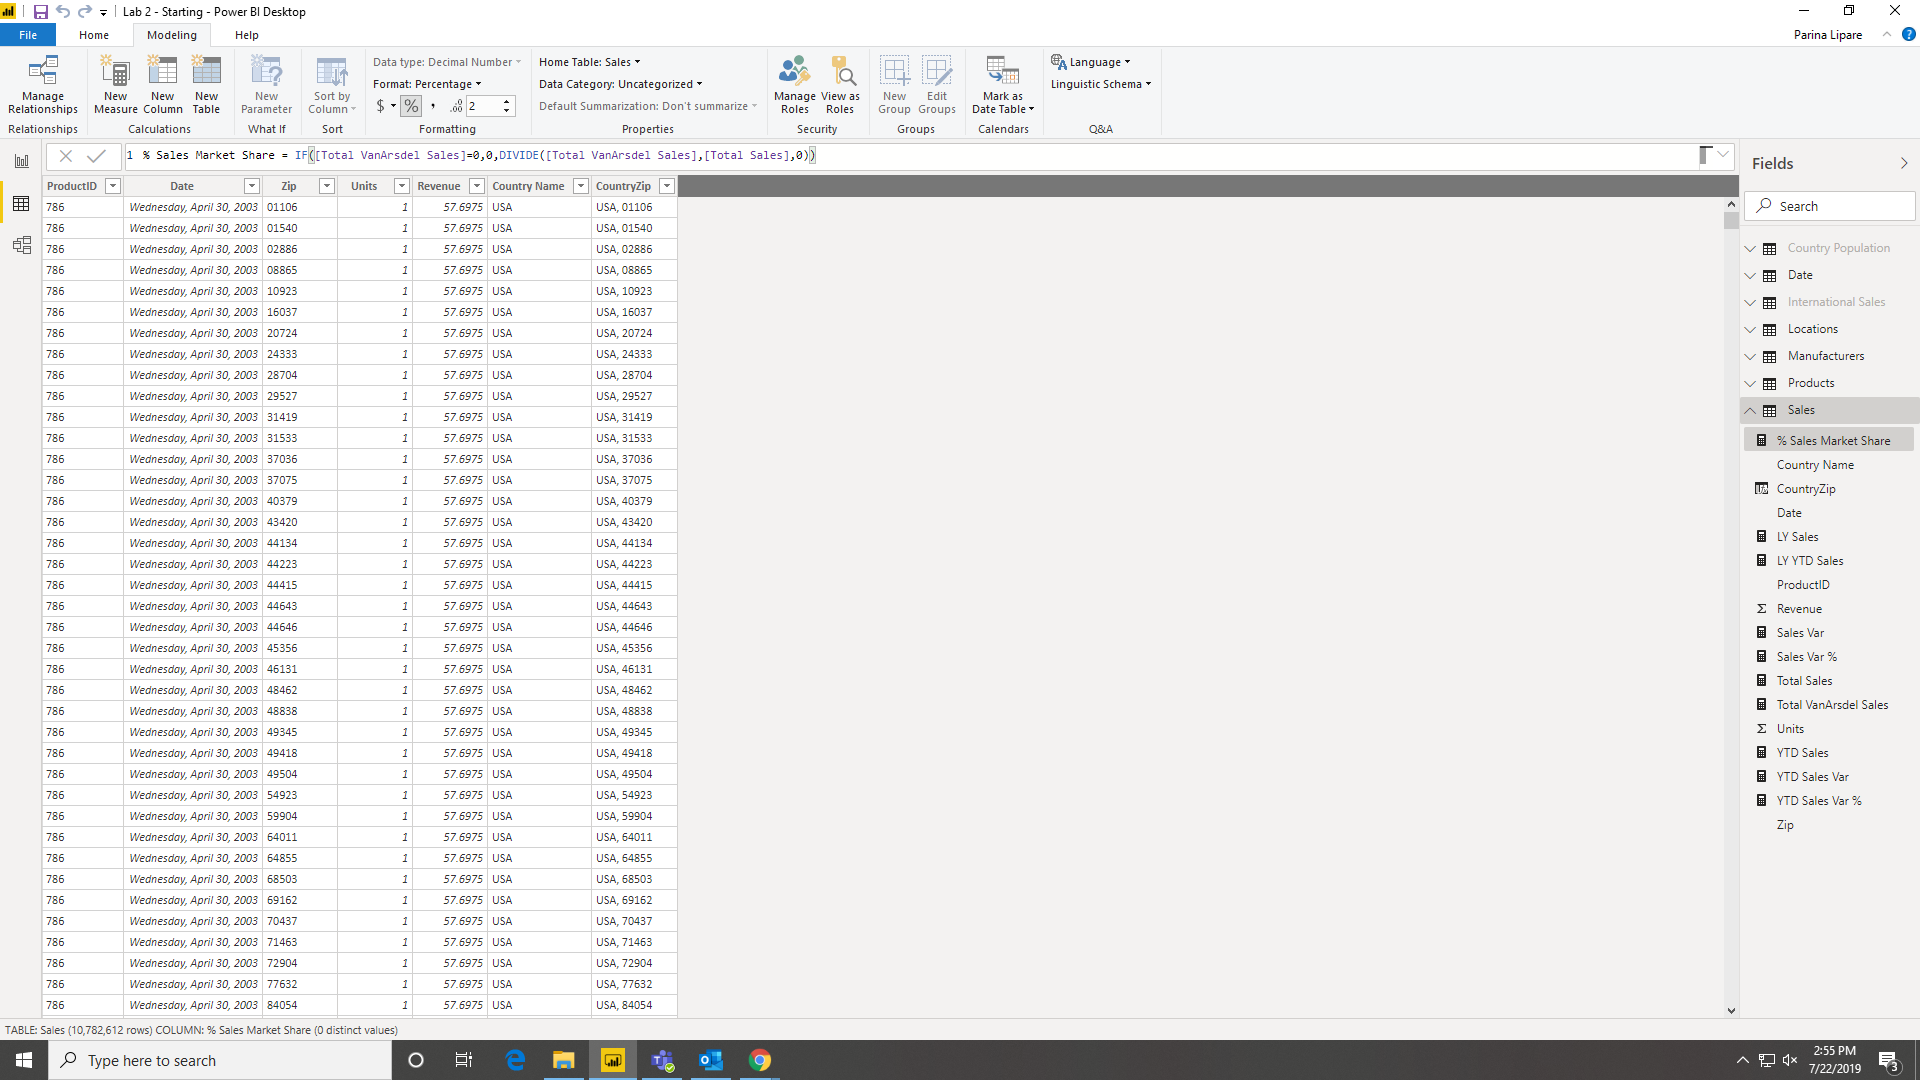 Lab 2 - Starting - Power BI Desktop
File Home Modeling Help Parina Lipare
Manage Relationships
Relationships
New Measure
New Column
New Table
Calculations
New Parameter
What If
Sort by Column
Sort
Data type: Decimal Number
Format: Percentage
$ % , .00 2
Formatting
Home Table: Sales
Data Category: Uncategorized
Default Summarization: Don't summarize
Properties
Manage Roles
View as Roles
Security
New Group
Edit Groups
Groups
Mark as Date Table
Calendars
Language
Linguistic Schema
Q&A
1 % Sales Market Share = IF([Total VanArsdel Sales]=0,0,DIVIDE([Total VanArsdel Sales],[Total Sales],0))
ProductID Date Zip Units Revenue Country Name CountryZip
786 Wednesday, April 30, 2003 01106 1 57.6975 USA USA, 01106
786 Wednesday, April 30, 2003 01540 1 57.6975 USA USA, 01540
786 Wednesday, April 30, 2003 02886 1 57.6975 USA USA, 02886
786 Wednesday, April 30, 2003 08865 1 57.6975 USA USA, 08865
786 Wednesday, April 30, 2003 10923 1 57.6975 USA USA, 10923
786 Wednesday, April 30, 2003 16037 1 57.6975 USA USA, 16037
786 Wednesday, April 30, 2003 20724 1 57.6975 USA USA, 20724
786 Wednesday, April 30, 2003 24333 1 57.6975 USA USA, 24333
786 Wednesday, April 30, 2003 28704 1 57.6975 USA USA, 28704
786 Wednesday, April 30, 2003 29527 1 57.6975 USA USA, 29527
786 Wednesday, April 30, 2003 31419 1 57.6975 USA USA, 31419
786 Wednesday, April 30, 2003 31533 1 57.6975 USA USA, 31533
786 Wednesday, April 30, 2003 37036 1 57.6975 USA USA, 37036
786 Wednesday, April 30, 2003 37075 1 57.6975 USA USA, 37075
786 Wednesday, April 30, 2003 40379 1 57.6975 USA USA, 40379
786 Wednesday, April 30, 2003 43420 1 57.6975 USA USA, 43420
786 Wednesday, April 30, 2003 44134 1 57.6975 USA USA, 44134
786 Wednesday, April 30, 2003 44223 1 57.6975 USA USA, 44223
786 Wednesday, April 30, 2003 44415 1 57.6975 USA USA, 44415
786 Wednesday, April 30, 2003 44643 1 57.6975 USA USA, 44643
786 Wednesday, April 30, 2003 44646 1 57.6975 USA USA, 44646
786 Wednesday, April 30, 2003 45356 1 57.6975 USA USA, 45356
786 Wednesday, April 30, 2003 46131 1 57.6975 USA USA, 46131
786 Wednesday, April 30, 2003 48462 1 57.6975 USA USA, 48462
786 Wednesday, April 30, 2003 48838 1 57.6975 USA USA, 48838
786 Wednesday, April 30, 2003 49345 1 57.6975 USA USA, 49345
786 Wednesday, April 30, 2003 49418 1 57.6975 USA USA, 49418
786 Wednesday, April 30, 2003 49504 1 57.6975 USA USA, 49504
786 Wednesday, April 30, 2003 54923 1 57.6975 USA USA, 54923
786 Wednesday, April 30, 2003 59904 1 57.6975 USA USA, 59904
786 Wednesday, April 30, 2003 64011 1 57.6975 USA USA, 64011
786 Wednesday, April 30, 2003 64855 1 57.6975 USA USA, 64855
786 Wednesday, April 30, 2003 68503 1 57.6975 USA USA, 68503
786 Wednesday, April 30, 2003 69162 1 57.6975 USA USA, 69162
786 Wednesday, April 30, 2003 70437 1 57.6975 USA USA, 70437
786 Wednesday, April 30, 2003 71463 1 57.6975 USA USA, 71463
786 Wednesday, April 30, 2003 72904 1 57.6975 USA USA, 72904
786 Wednesday, April 30, 2003 77632 1 57.6975 USA USA, 77632
786 Wednesday, April 30, 2003 84054 1 57.6975 USA USA, 84054
Fields
Search
Country Population
Date
International Sales
Locations
Manufacturers
Products
Sales
% Sales Market Share
Country Name
CountryZip
Date
LY Sales
LY YTD Sales
ProductID
Σ Revenue
Sales Var
Sales Var %
Total Sales
Total VanArsdel Sales
Σ Units
YTD Sales
YTD Sales Var
YTD Sales Var %
Zip
TABLE: Sales (10,782,612 rows) COLUMN: % Sales Market Share (0 distinct values)
Type here to search
2:55 PM
7/22/2019
3